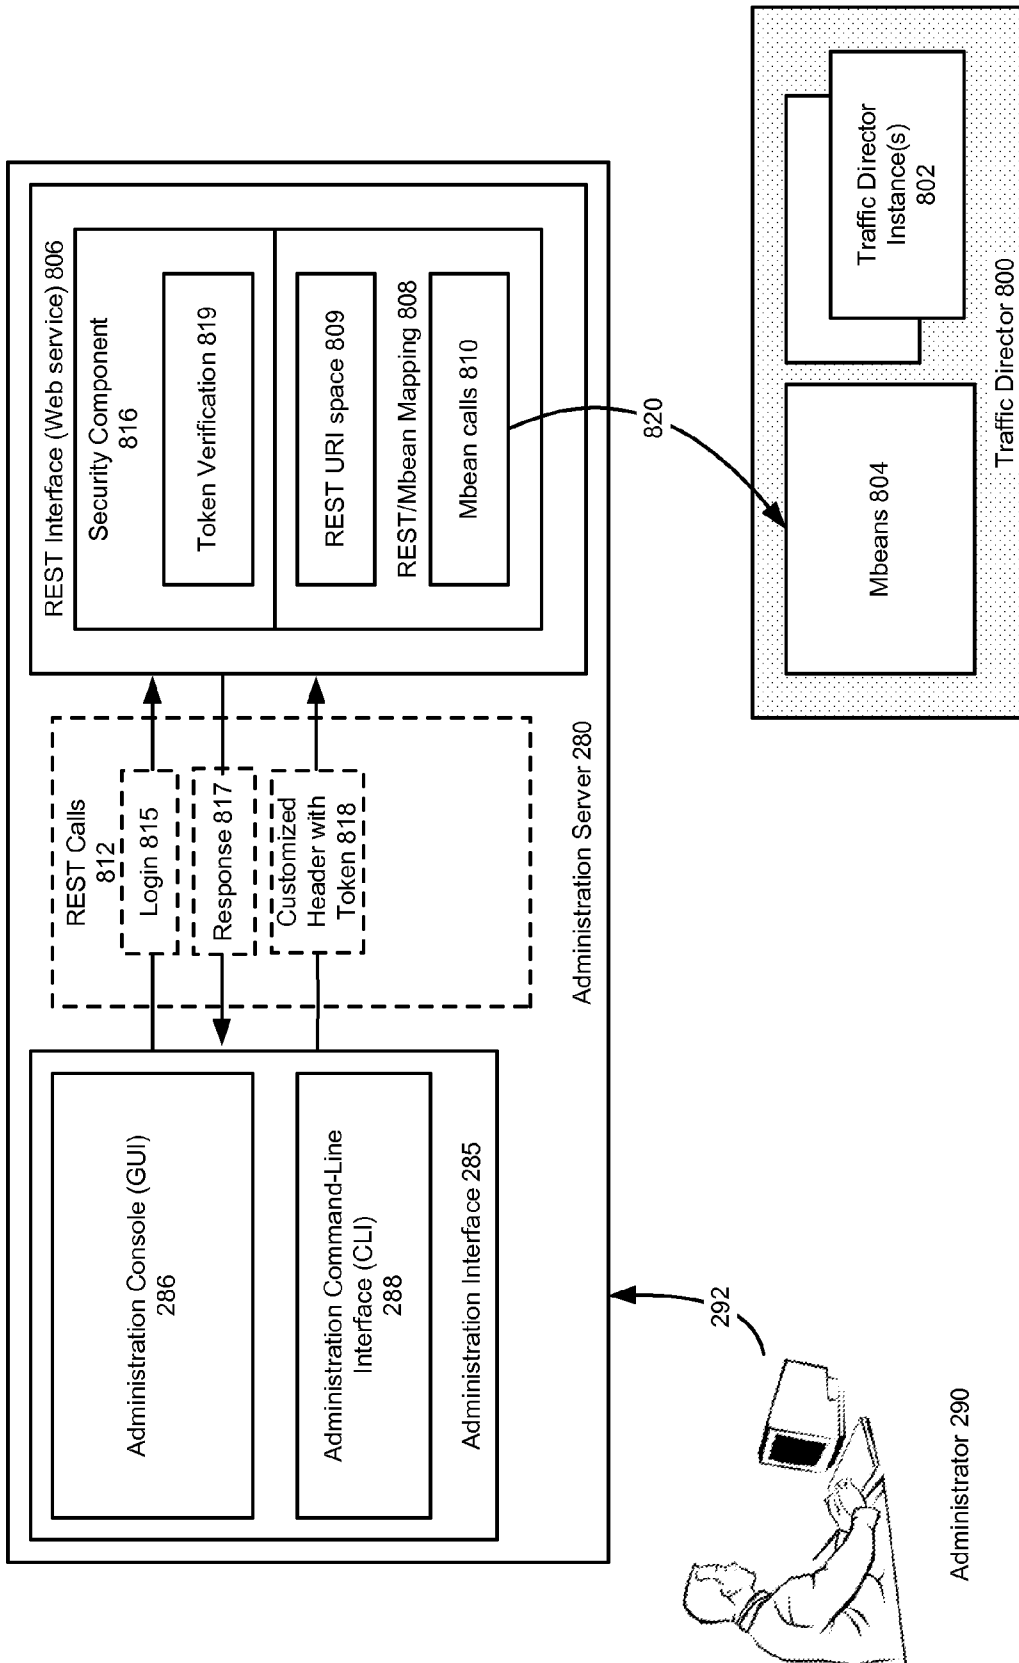 Administration Console (GUI)
286
Administration Command-Line
Interface (CLI)
288
Administration Interface 285
REST Calls
812
Login 815
Response 817
Customized
Header with
Token 818
REST Interface (Web service) 806
Security Component
816
Token Verification 819
REST URI space 809
REST/Mbean Mapping 808
Mbean calls 810
Administration Server 280
292
820
Administrator 290
Mbeans 804
Traffic Director
Instance(s)
802
Traffic Director 800